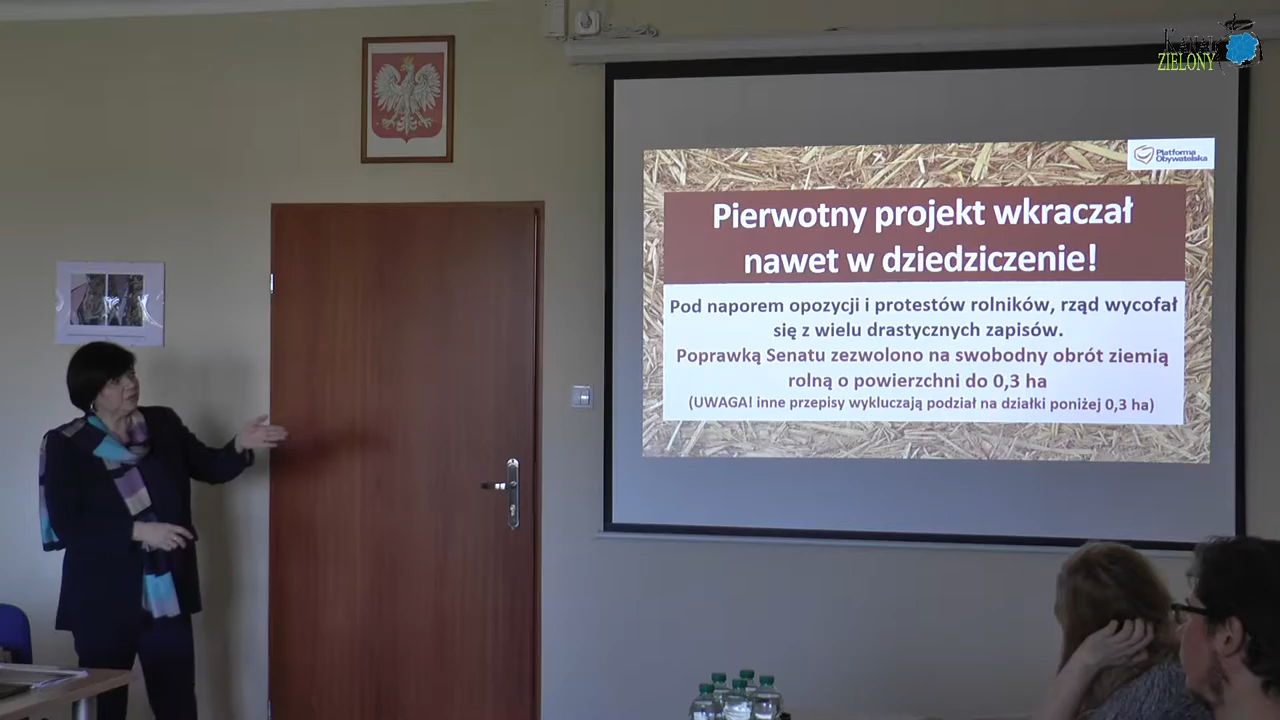 Kanał
ZIELONY
Platforma
Obywatelska
Pierwotny projekt wkraczał
nawet w dziedziczenie!
Pod naporem opozycji i protestów rolników, rząd wycofał
się z wielu drastycznych zapisów.
Poprawką Senatu zezwolono na swobodny obrót ziemią
rolną o powierzchni do 0,3 ha
(UWAGA! inne przepisy wykluczają podział na działki poniżej 0,3 ha)